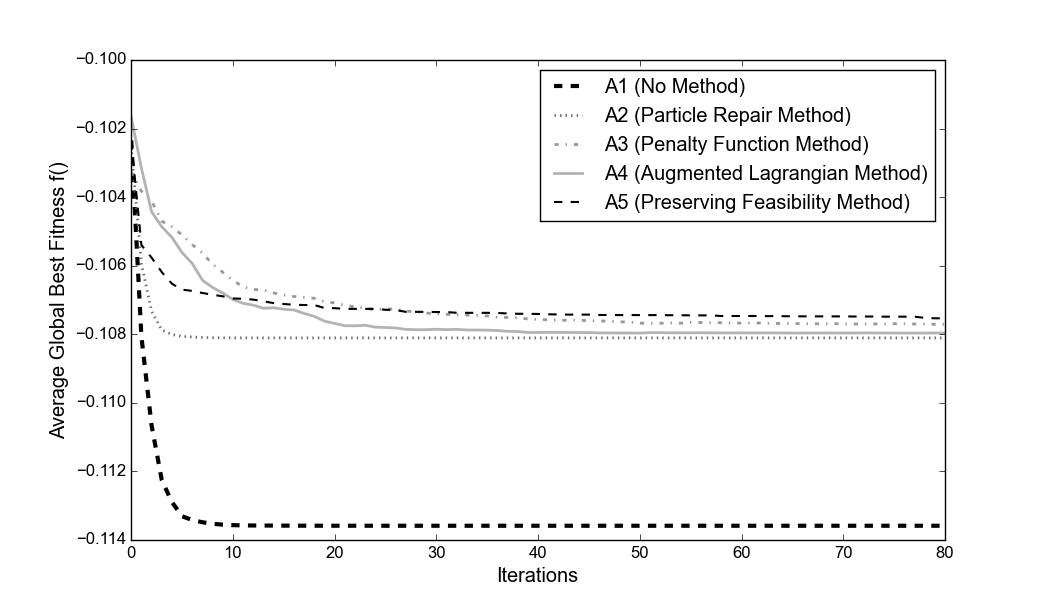 −0.100
−0.102
−0.104
−0.106
−0.108
−0.110
−0.112
−0.114
Average Global Best Fitness f()
A1 (No Method)
A2 (Particle Repair Method)
A3 (Penalty Function Method)
A4 (Augmented Lagrangian Method)
A5 (Preserving Feasibility Method)
0 10 20 30 40 50 60 70 80
Iterations